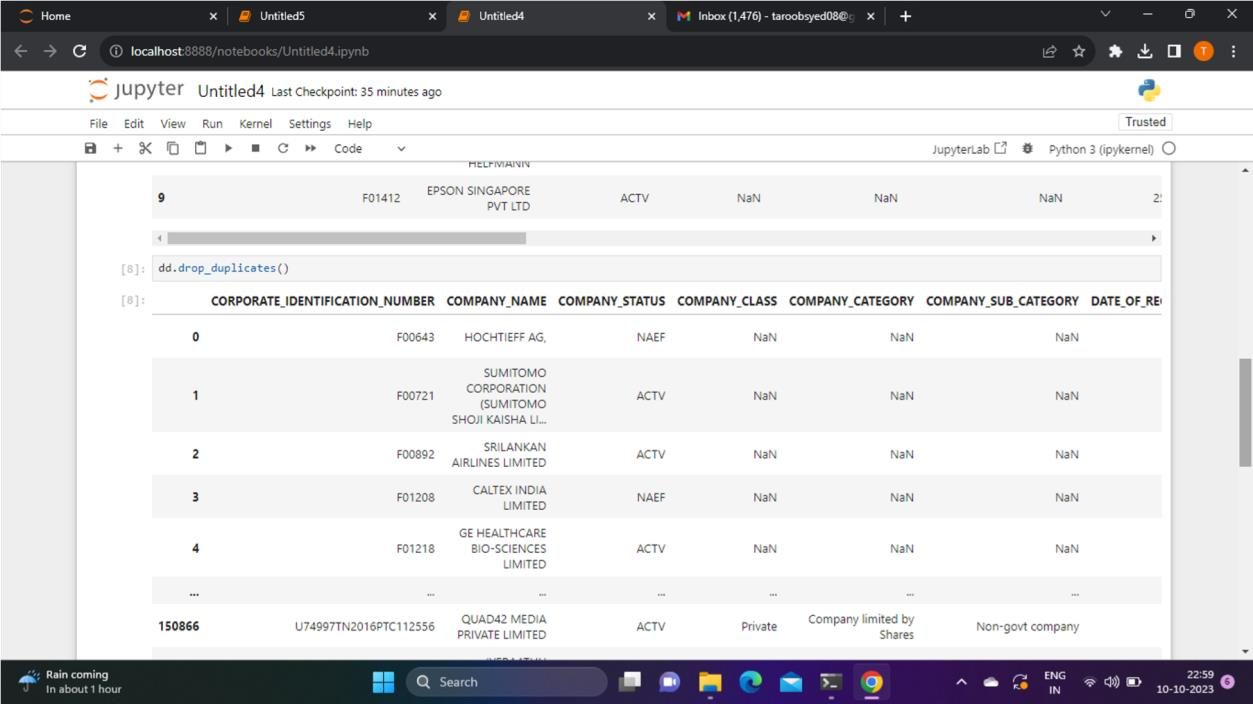 Home
Untitled5
Untitled4
Inbox (1,476) - taroobsyed08@g
localhost:8888/notebooks/Untitled4.ipynb
T
jupyter Untitled4 Last Checkpoint: 35 minutes ago
File Edit View Run Kernel Settings Help
Trusted
Code
JupyterLab
Python 3 (ipykernel)
HELFMANN
9 F01412 EPSON SINGAPORE PVT LTD ACTV NaN NaN NaN
[8]: dd.drop_duplicates()
[8]:
CORPORATE_IDENTIFICATION_NUMBER COMPANY_NAME COMPANY_STATUS COMPANY_CLASS COMPANY_CATEGORY COMPANY_SUB_CATEGORY DATE_OF_REG
0 F00643 HOCHTIEFF AG, NAEF NaN NaN NaN
1 F00721 SUMITOMO CORPORATION (SUMITOMO SHOJI KAISHA LI... ACTV NaN NaN NaN
2 F00892 SRILANKAN AIRLINES LIMITED ACTV NaN NaN NaN
3 F01208 CALTEX INDIA LIMITED NAEF NaN NaN NaN
4 F01218 GE HEALTHCARE BIO-SCIENCES LIMITED ACTV NaN NaN NaN
... ... ... ... ... ... ...
150866 U74997TN2016PTC112556 QUAD42 MEDIA PRIVATE LIMITED ACTV Private Company limited by Shares Non-govt company
Rain coming
In about 1 hour
Search
ENG
IN
22:59
10-10-2023
6